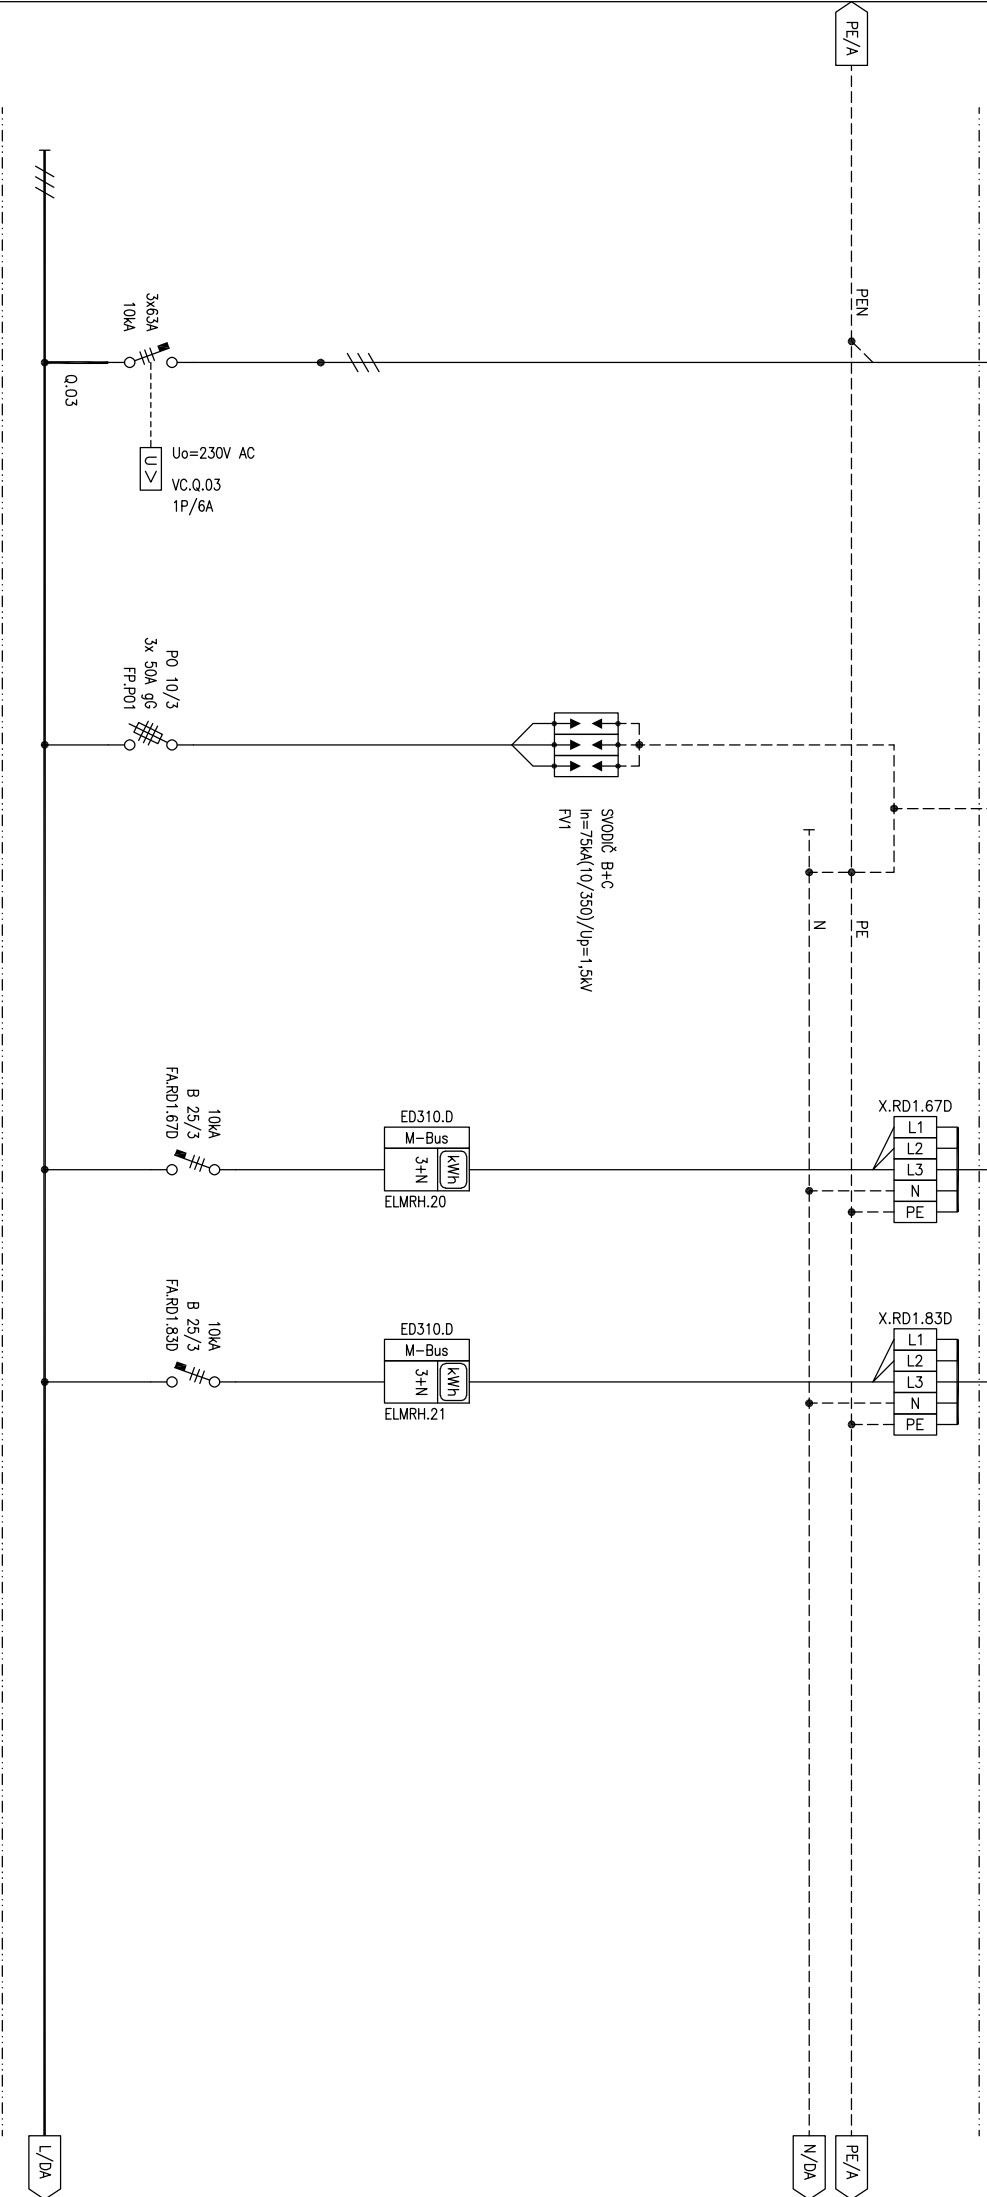 PE/A
PEN
3x63A
10kA
Q.03
U>
Uo=230V AC
VC.Q.03
1P/6A
PO 10/3
3x 50A gG
FP.P01
SVODIČ B+C
In=75kA(10/350)/Up=1,5kV
FV1
N
PE
10kA
B 25/3
FA.RD1.67D
ED310.D
M-Bus
kWh
3+N
ELMRH.20
X.RD1.67D
L1
L2
L3
N
PE
10kA
B 25/3
FA.RD1.83D
ED310.D
M-Bus
kWh
3+N
ELMRH.21
X.RD1.83D
L1
L2
L3
N
PE
L/DA
N/DA
PE/A